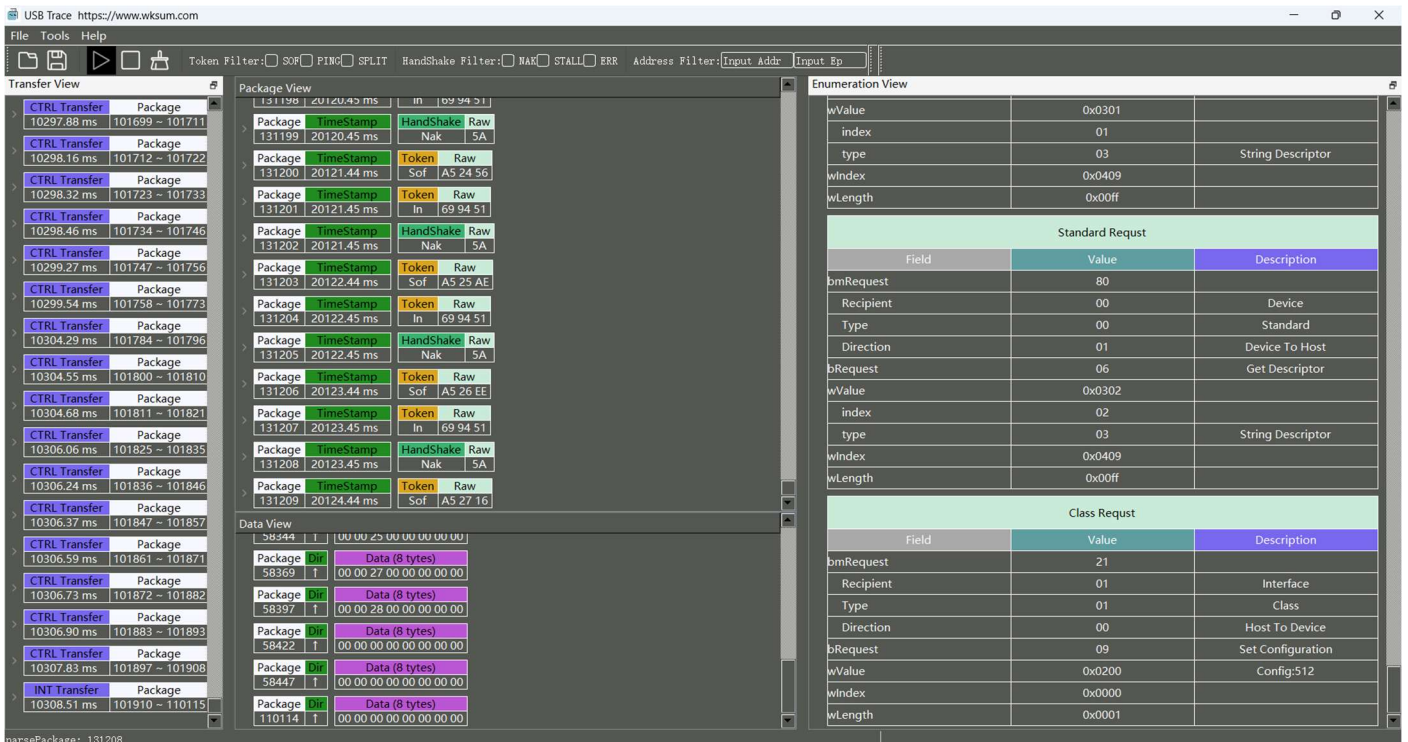 USB Trace https://www.wksum.com
FIle Tools Help
Token Filter: SOF PING SPLIT HandShake Filter: NAK STALL ERR Address Filter: Input Addr Input Ep
Transfer View
CTRL Transfer Package
10297.88 ms 101699 ~ 101711
CTRL Transfer Package
10298.16 ms 101712 ~ 101722
CTRL Transfer Package
10298.32 ms 101723 ~ 101733
CTRL Transfer Package
10298.46 ms 101734 ~ 101746
CTRL Transfer Package
10299.27 ms 101747 ~ 101756
CTRL Transfer Package
10299.54 ms 101758 ~ 101773
CTRL Transfer Package
10304.29 ms 101784 ~ 101796
CTRL Transfer Package
10304.55 ms 101800 ~ 101810
CTRL Transfer Package
10304.68 ms 101811 ~ 101821
CTRL Transfer Package
10306.06 ms 101825 ~ 101835
CTRL Transfer Package
10306.24 ms 101836 ~ 101846
CTRL Transfer Package
10306.37 ms 101847 ~ 101857
CTRL Transfer Package
10306.59 ms 101861 ~ 101871
CTRL Transfer Package
10306.73 ms 101872 ~ 101882
CTRL Transfer Package
10306.90 ms 101883 ~ 101893
CTRL Transfer Package
10307.83 ms 101897 ~ 101908
INT Transfer Package
10308.51 ms 101910 ~ 110115
Package View
131198 20120.45 ms In 69 94 51
Package TimeStamp HandShake Raw
131199 20120.45 ms Nak 5A
Package TimeStamp Token Raw
131200 20121.44 ms Sof A5 24 56
Package TimeStamp Token Raw
131201 20121.45 ms In 69 94 51
Package TimeStamp HandShake Raw
131202 20121.45 ms Nak 5A
Package TimeStamp Token Raw
131203 20122.44 ms Sof A5 25 AE
Package TimeStamp Token Raw
131204 20122.45 ms In 69 94 51
Package TimeStamp HandShake Raw
131205 20122.45 ms Nak 5A
Package TimeStamp Token Raw
131206 20123.44 ms Sof A5 26 EE
Package TimeStamp Token Raw
131207 20123.45 ms In 69 94 51
Package TimeStamp HandShake Raw
131208 20123.45 ms Nak 5A
Package TimeStamp Token Raw
131209 20124.44 ms Sof A5 27 16
Data View
58344 ↑ 00 00 25 00 00 00 00 00
Package Dir Data (8 tytes)
58369 ↑ 00 00 27 00 00 00 00 00
Package Dir Data (8 tytes)
58397 ↑ 00 00 28 00 00 00 00 00
Package Dir Data (8 tytes)
58422 ↑ 00 00 00 00 00 00 00 00
Package Dir Data (8 tytes)
58447 ↑ 00 00 00 00 00 00 00 00
Package Dir Data (8 tytes)
110114 ↑ 00 00 00 00 00 00 00 00
Enumeration View
wValue 0x0301
index 01
type 03 String Descriptor
wIndex 0x0409
wLength 0x00ff
Standard Requst
Field Value Description
bmRequest 80
Recipient 00 Device
Type 00 Standard
Direction 01 Device To Host
bRequest 06 Get Descriptor
wValue 0x0302
index 02
type 03 String Descriptor
wIndex 0x0409
wLength 0x00ff
Class Requst
Field Value Description
bmRequest 21
Recipient 01 Interface
Type 01 Class
Direction 00 Host To Device
bRequest 09 Set Configuration
wValue 0x0200 Config:512
wIndex 0x0000
wLength 0x0001
parsePackage: 131208